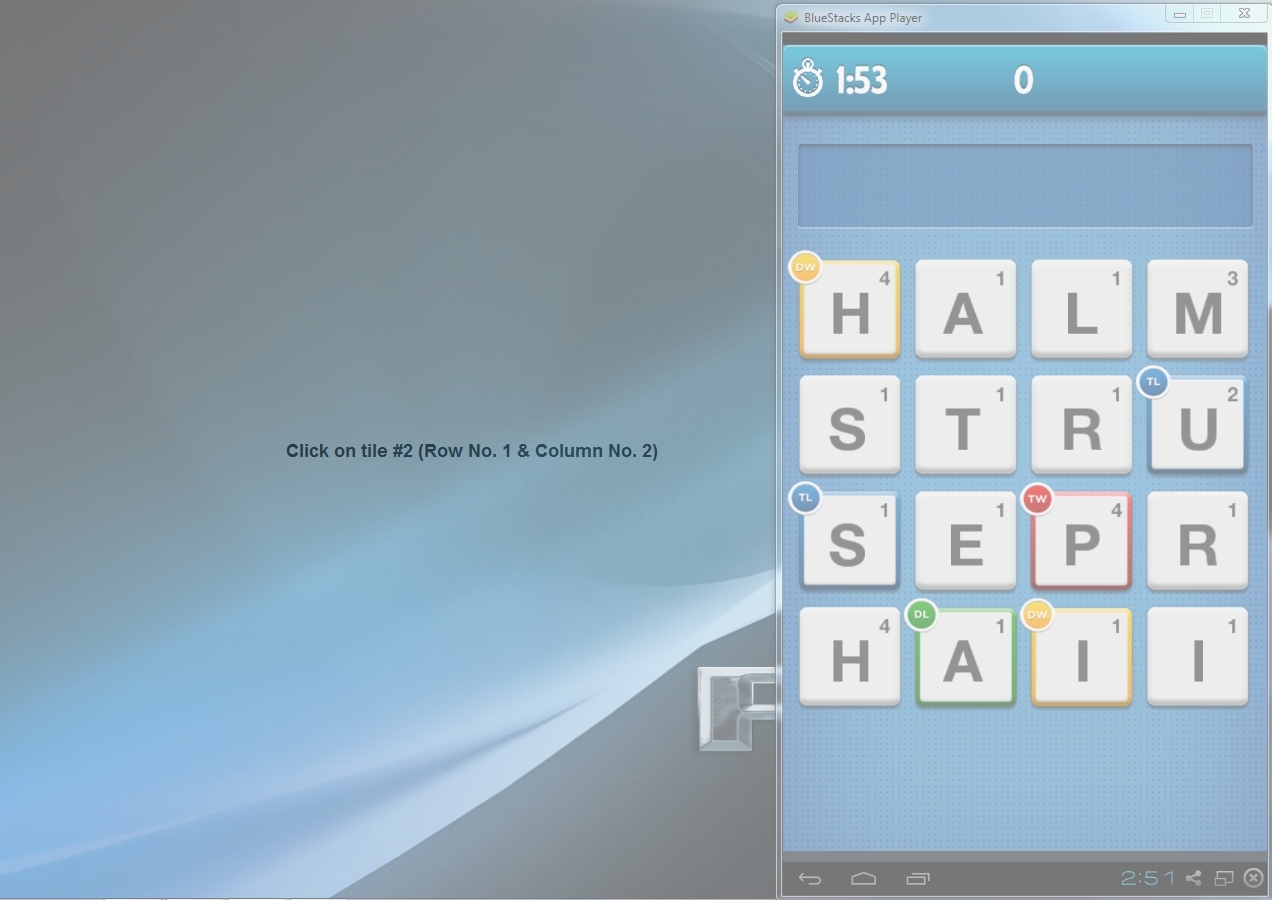 BlueStacks App Player
1:53 0
DW
H 4 A 1 L 1 M 3
TL
S 1 T 1 R 1 U 2
TL TW
S 1 E 1 P 4 R 1
DL DW
H 4 A 1 I 1 I 1
Click on tile #2 (Row No. 1 & Column No. 2)
2:51